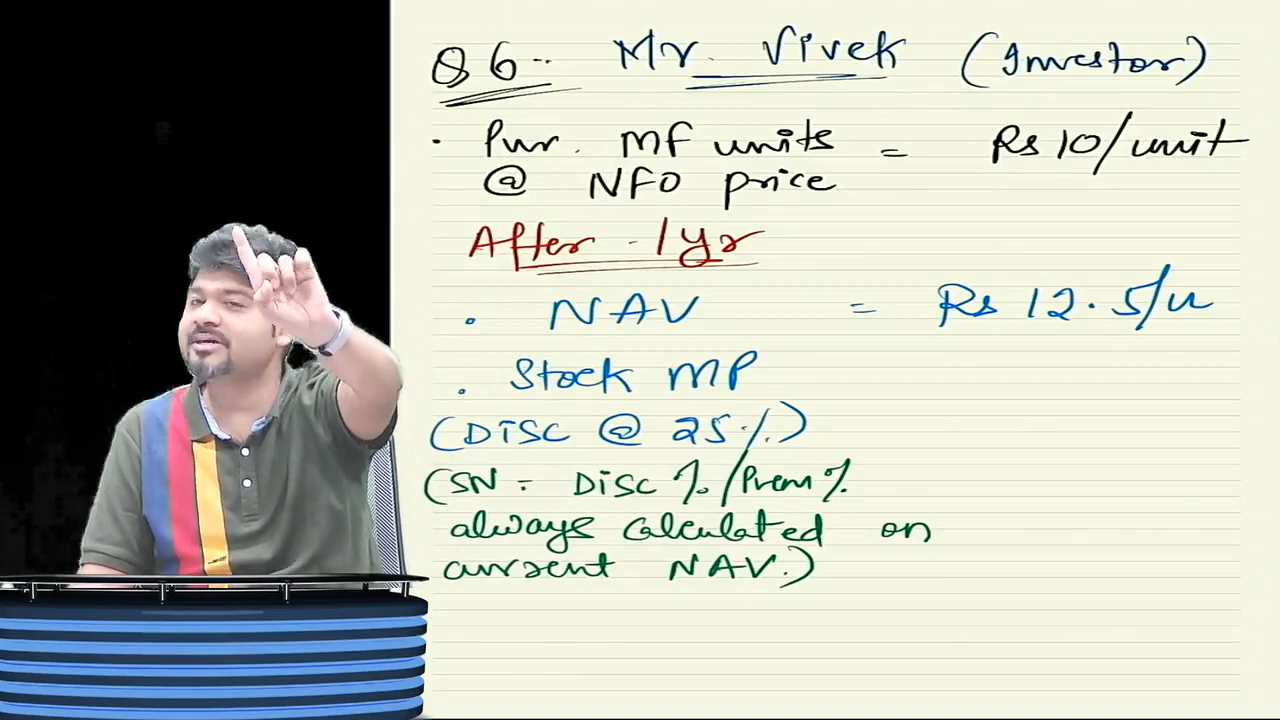 Q6.. Mr. Vivek (Investor)
• Pur. MF units = Rs 10/unit
@ NFO price
After - 1yr
• NAV = Rs 12.5/u
• Stock MP
(DISC @ 25%)
(SN - DISC %/Prem%
always calculated on
current NAV.)